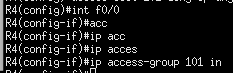 R4(config)#int f0/0
R4(config-if)#acc
R4(config-if)#ip acc
R4(config-if)#ip acces
R4(config-if)#ip access-group 101 in
R4(config-if)#